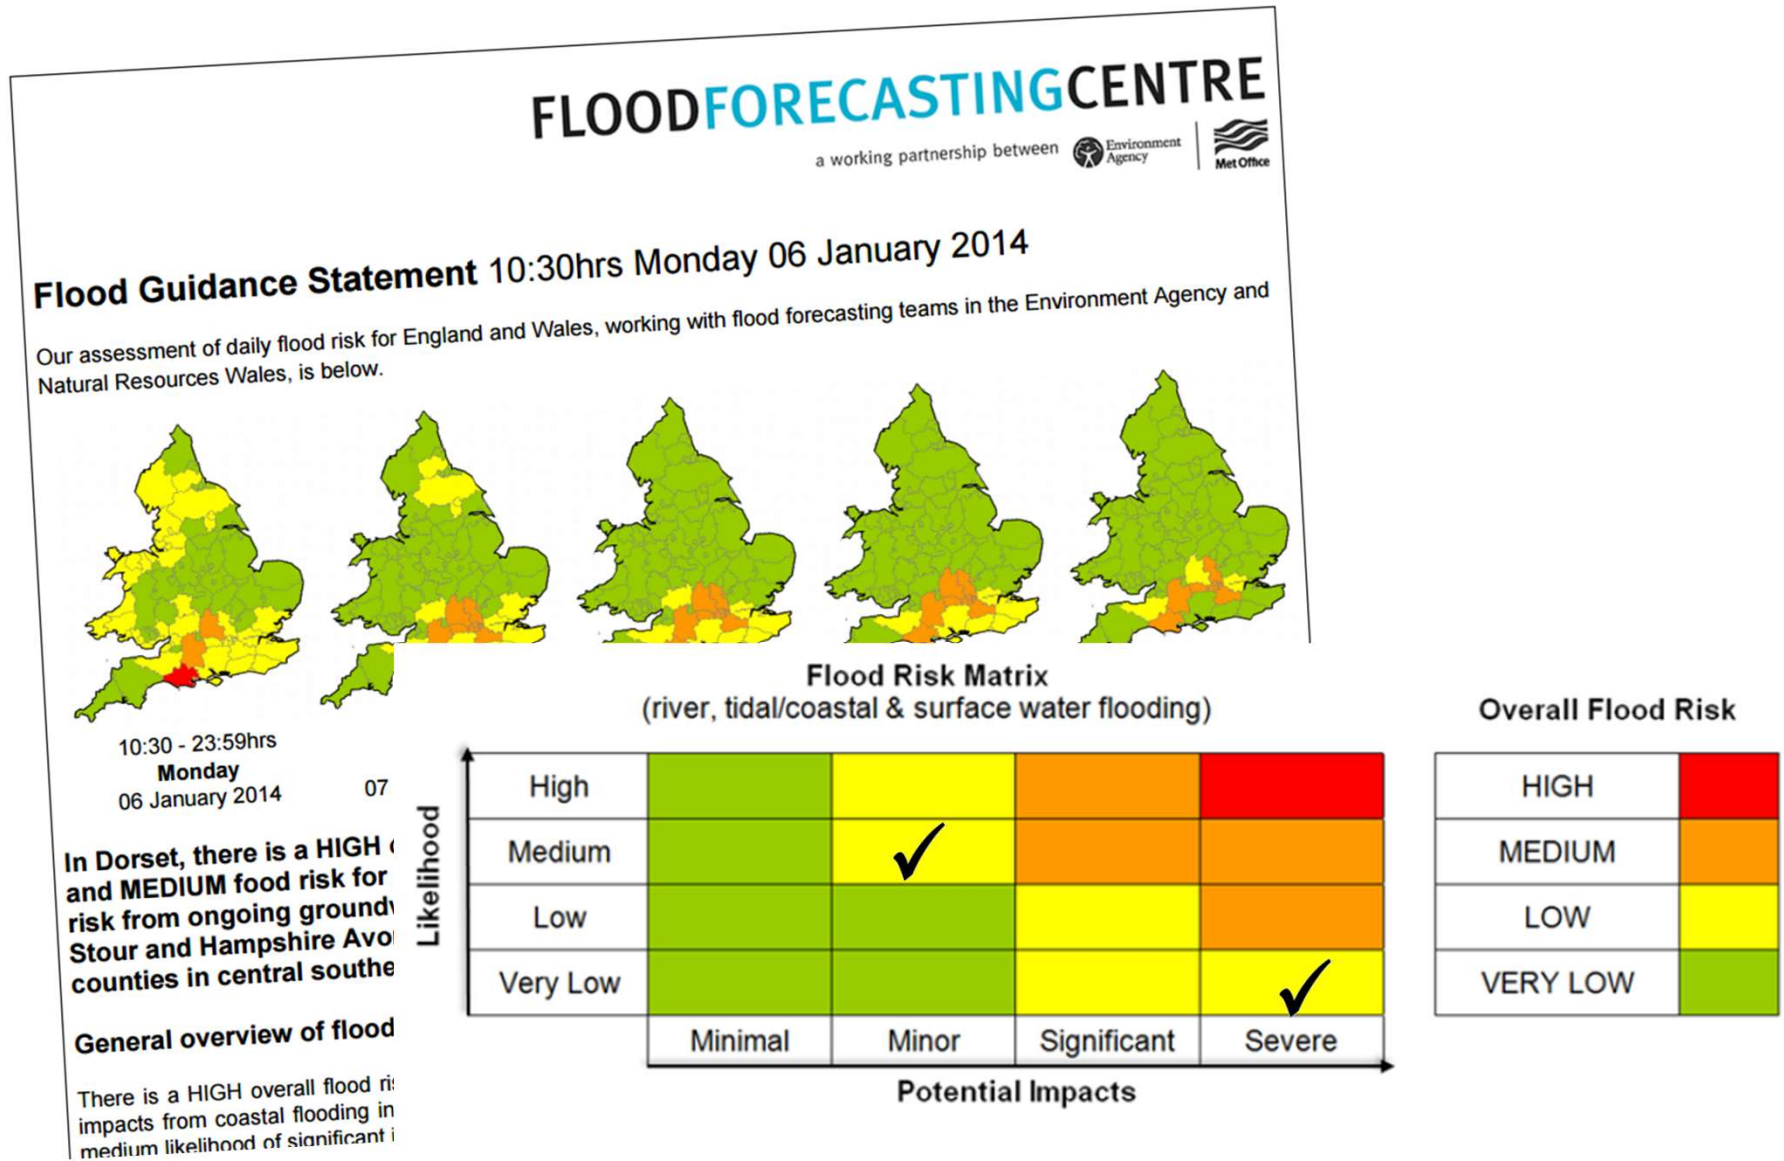 FLOODFORECASTINGCENTRE
a working partnership between
Environment
Agency
Met Office
Flood Guidance Statement 10:30hrs Monday 06 January 2014
Our assessment of daily flood risk for England and Wales, working with flood forecasting teams in the Environment Agency and
Natural Resources Wales, is below.
10:30 - 23:59hrs
Monday
06 January 2014
07
In Dorset, there is a HIGH
and MEDIUM food risk for
risk from ongoing
Stour and Hampshire
counties in central
General overview of flood
There is a HIGH overall flood
impacts from coastal flooding in
medium likelihood of significant
Flood Risk Matrix
(river, tidal/coastal & surface water flooding)
Likelihood
High
Medium
Low
Very Low
Minimal Minor Significant Severe
Potential Impacts
Overall Flood Risk
HIGH
MEDIUM
LOW
VERY LOW